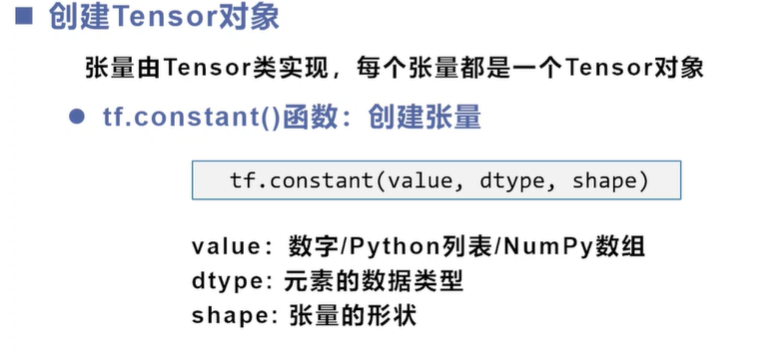 创建Tensor对象
张量由Tensor类实现，每个张量都是一个Tensor对象
tf.constant()函数：创建张量
tf.constant(value, dtype, shape)
value：数字/Python列表/NumPy数组
dtype: 元素的数据类型
shape: 张量的形状